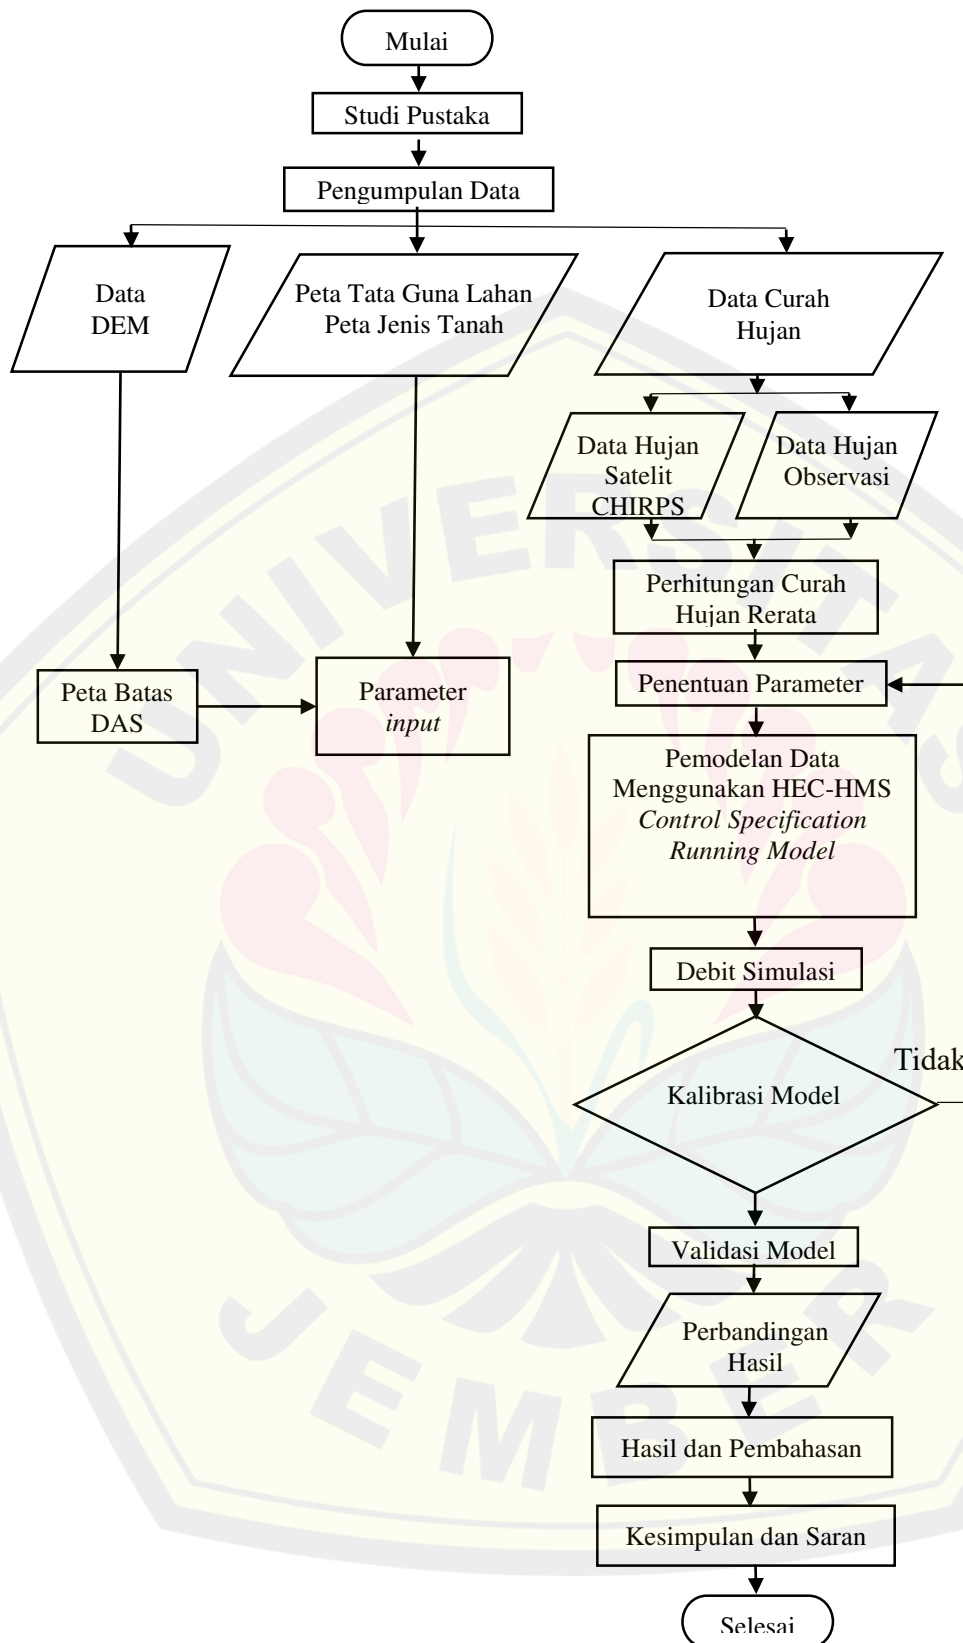 Mulai
Studi Pustaka
Pengumpulan Data
Data
DEM
Peta Tata Guna Lahan
Peta Jenis Tanah
Data Curah
Hujan
Data Hujan
Satelit
CHIRPS
Data Hujan
Observasi
Perhitungan Curah
Hujan Rerata
Peta Batas
DAS
Parameter
input
Penentuan Parameter
Pemodelan Data
Menggunakan HEC-HMS
Control Specification
Running Model
Debit Simulasi
Tidak
Kalibrasi Model
Validasi Model
Perbandingan
Hasil
Hasil dan Pembahasan
Kesimpulan dan Saran
Selesai
UNIVERSITAS
JEMBER